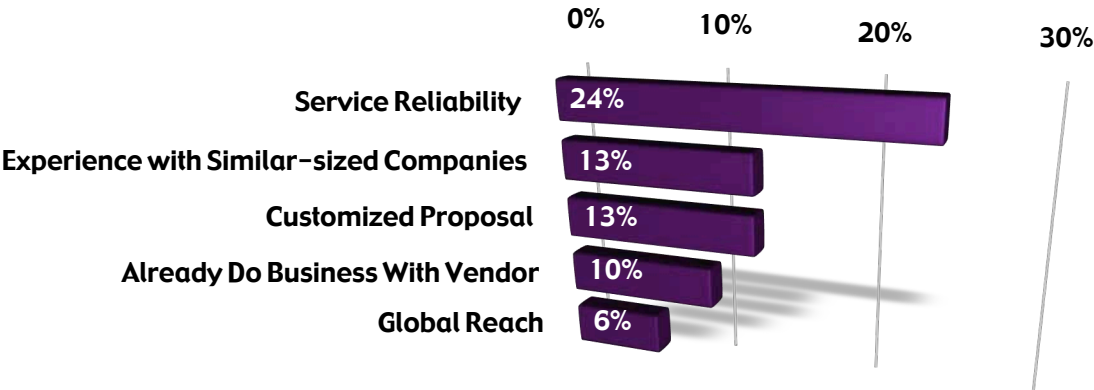 0% 10% 20% 30%
Service Reliability 24%
Experience with Similar-sized Companies 13%
Customized Proposal 13%
Already Do Business With Vendor 10%
Global Reach 6%